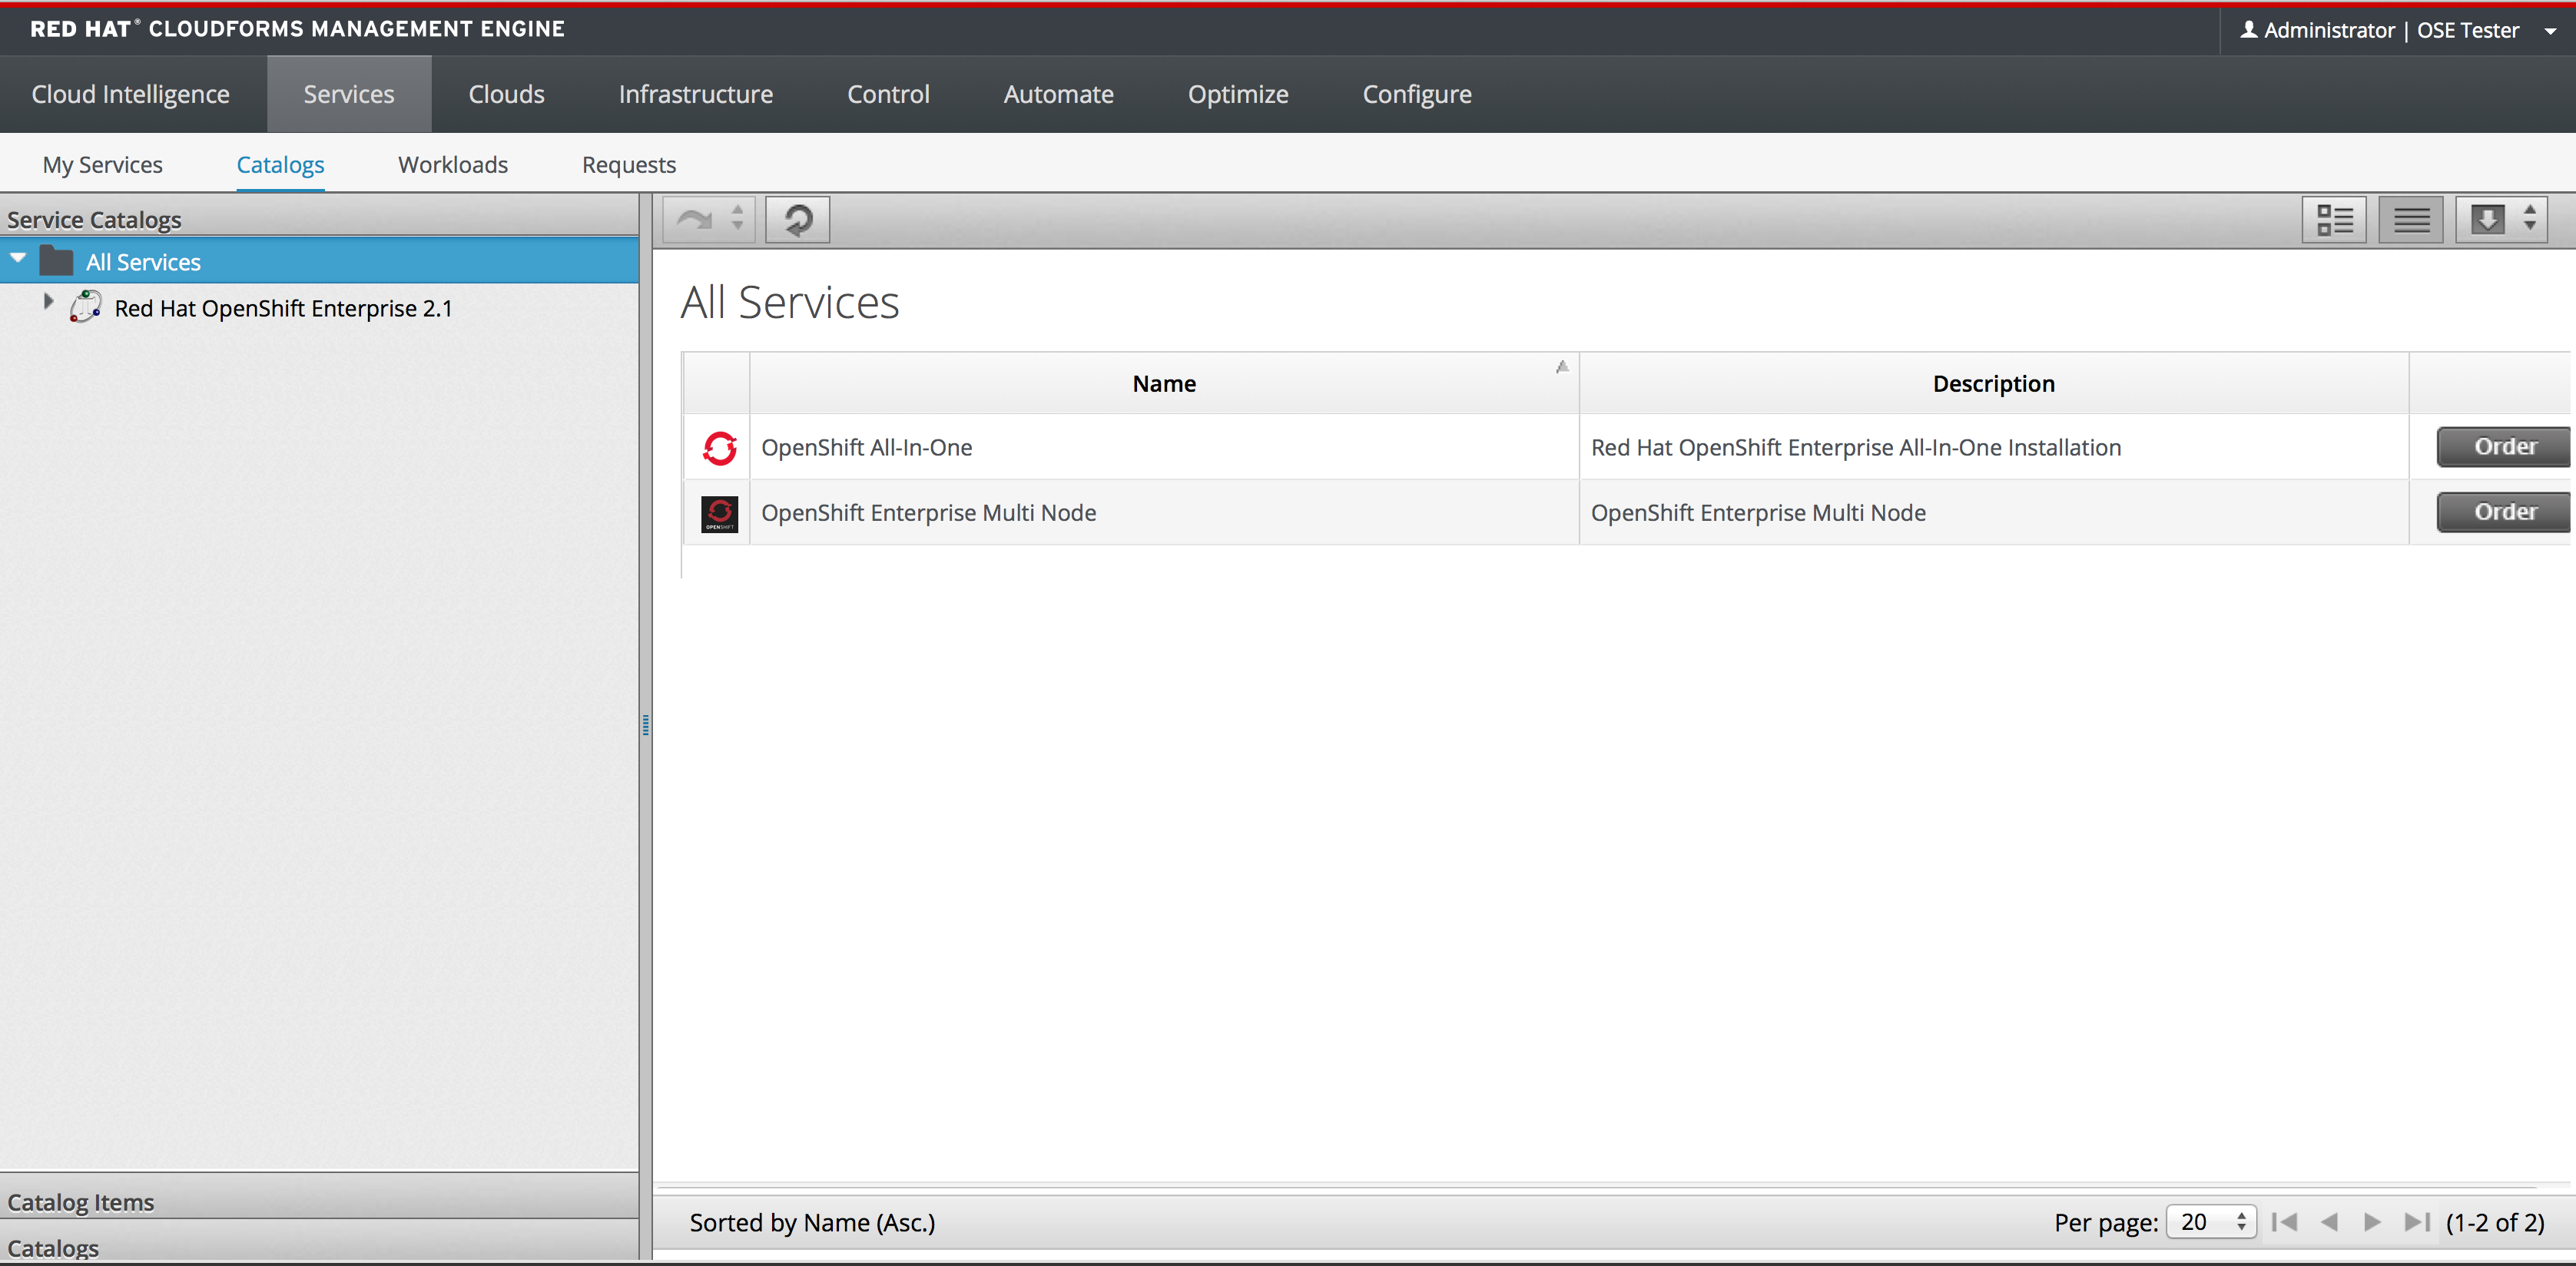 RED HAT® CLOUDFORMS MANAGEMENT ENGINE
Administrator | OSE Tester
Cloud Intelligence Services Clouds Infrastructure Control Automate Optimize Configure
My Services Catalogs Workloads Requests
Service Catalogs
All Services
Red Hat OpenShift Enterprise 2.1
All Services
Name Description
OpenShift All-In-One Red Hat OpenShift Enterprise All-In-One Installation Order
OPENSHIFT
OpenShift Enterprise Multi Node OpenShift Enterprise Multi Node Order
Catalog Items
Catalogs
Sorted by Name (Asc.) Per page: 20 (1-2 of 2)